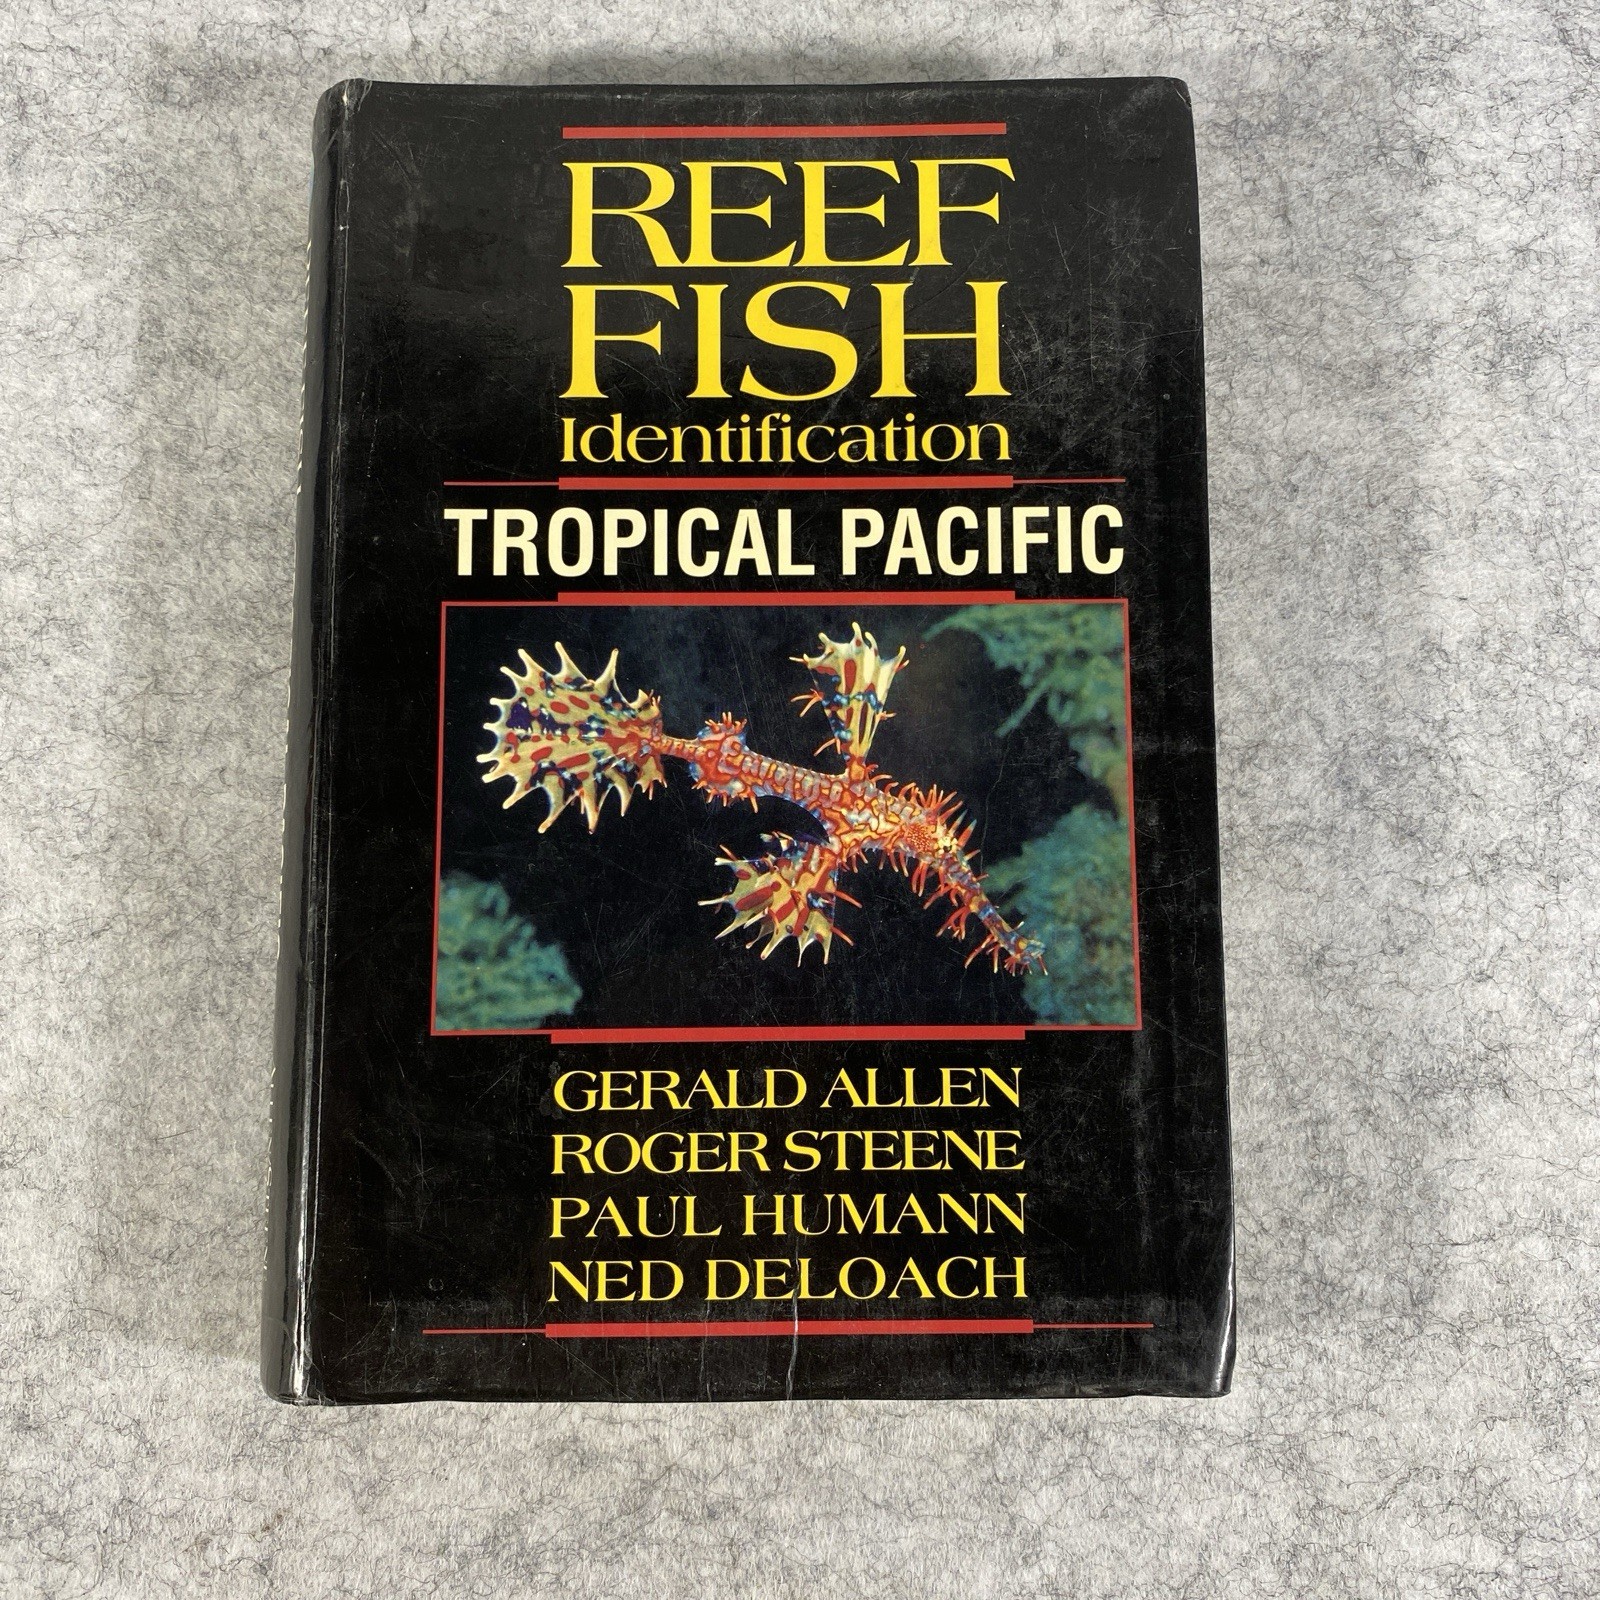 REEF
FISH
Identification
TROPICAL PACIFIC
GERALD ALLEN
ROGER STEENE
PAUL HUMANN
NED DELOACH